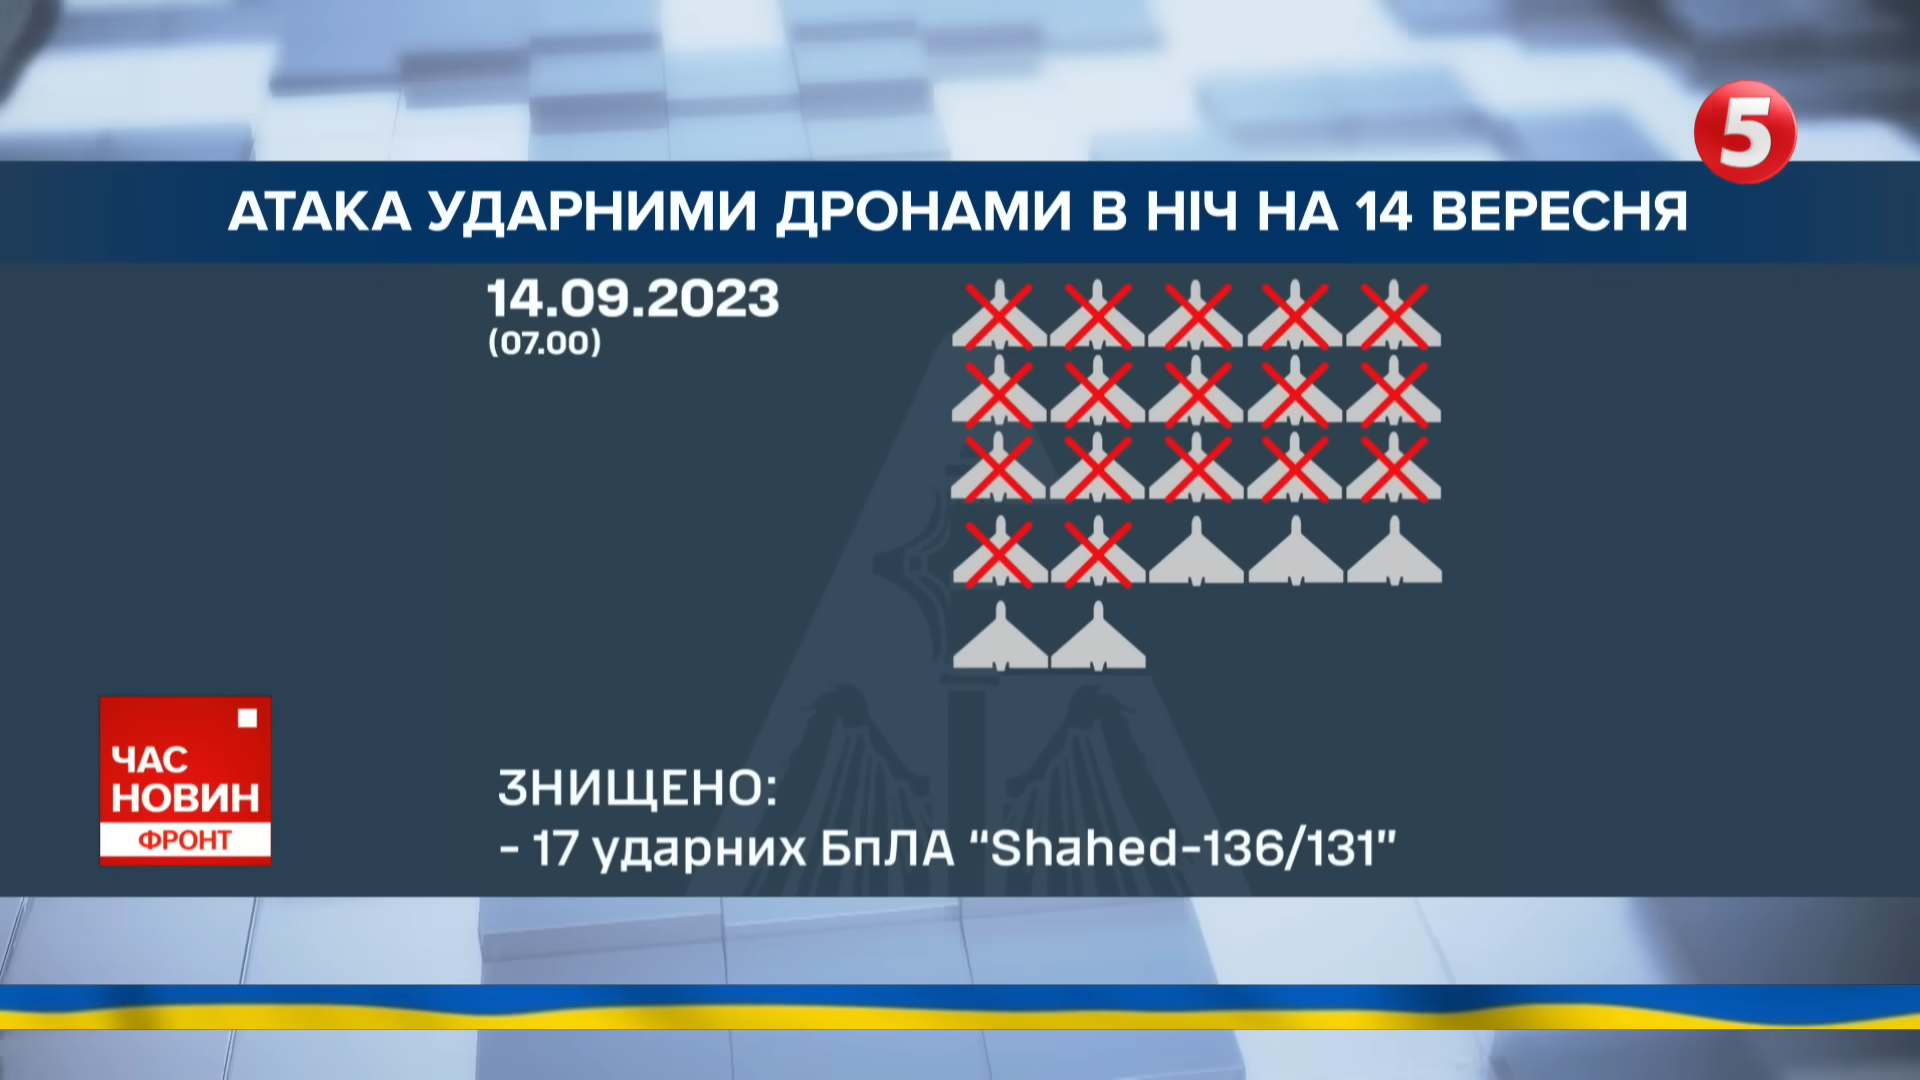 5
АТАКА УДАРНИМИ ДРОНАМИ В НІЧ НА 14 ВЕРЕСНЯ
14.09.2023
(07.00)
ЧАС
НОВИН
ФРОНТ
ЗНИЩЕНО:
- 17 ударних БпЛА “Shahed-136/131”